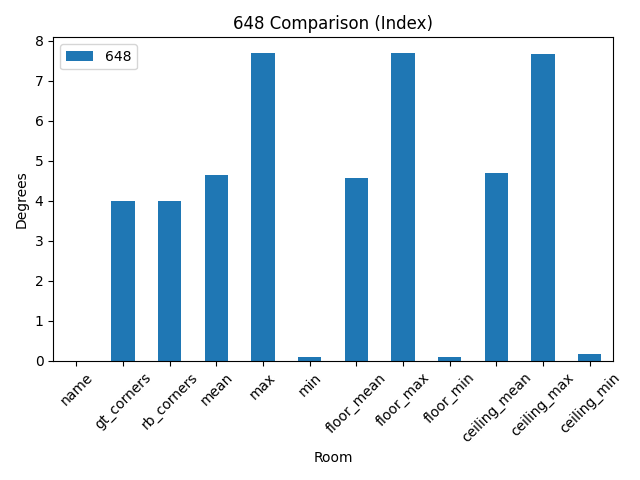 648 Comparison (Index)
648
Degrees
8
7
6
5
4
3
2
1
0
name
gt_corners
rb_corners
mean
max
min
floor_mean
floor_max
floor_min
ceiling_mean
ceiling_max
ceiling_min
Room